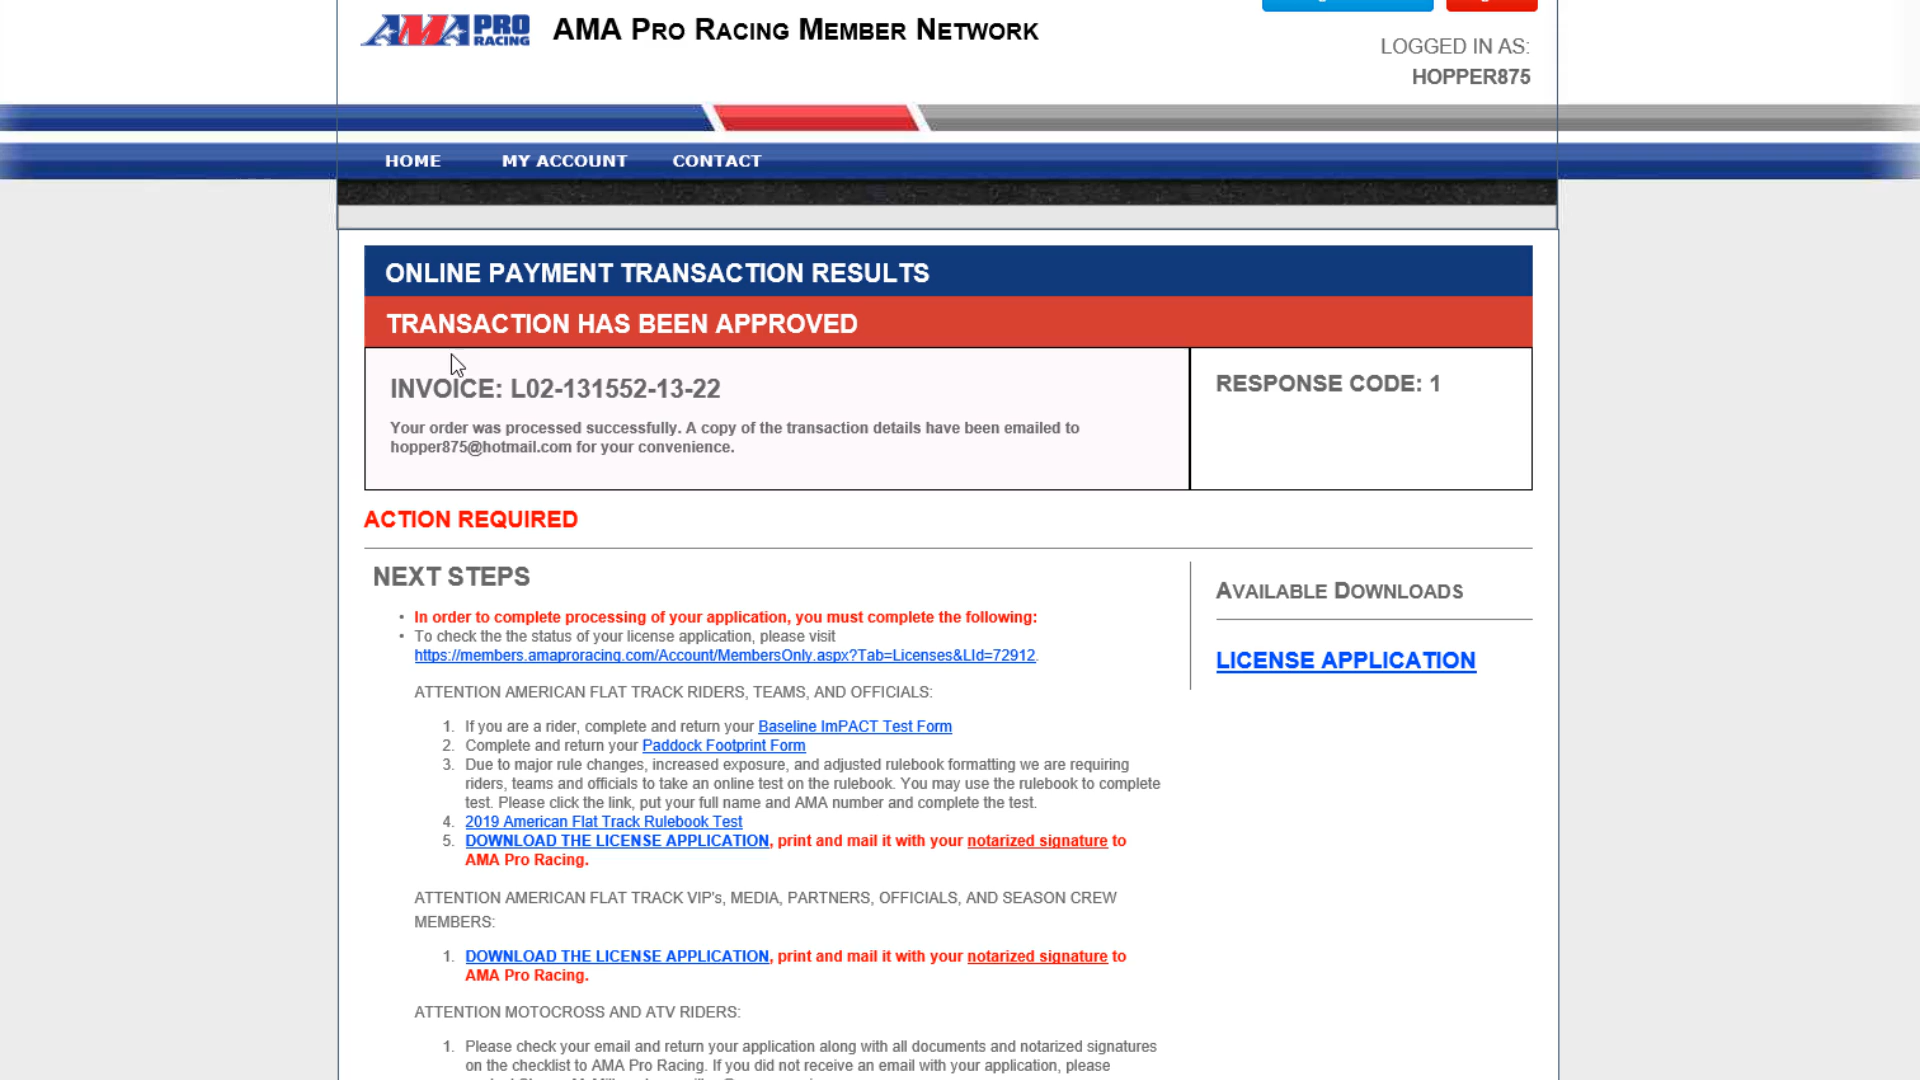 AMA PRO RACING
AMA PRO RACING MEMBER NETWORK
LOGGED IN AS:
HOPPER875
HOME MY ACCOUNT CONTACT
ONLINE PAYMENT TRANSACTION RESULTS
TRANSACTION HAS BEEN APPROVED
INVOICE: L02-131552-13-22
RESPONSE CODE: 1
Your order was processed successfully. A copy of the transaction details have been emailed to
hopper875@hotmail.com for your convenience.
ACTION REQUIRED
NEXT STEPS
• In order to complete processing of your application, you must complete the following:
• To check the the status of your license application, please visit
https://members.amaproracing.com/Account/MembersOnly.aspx?Tab=Licenses&LId=72912.
ATTENTION AMERICAN FLAT TRACK RIDERS, TEAMS, AND OFFICIALS:
1. If you are a rider, complete and return your Baseline ImPACT Test Form
2. Complete and return your Paddock Footprint Form
3. Due to major rule changes, increased exposure, and adjusted rulebook formatting we are requiring
riders, teams and officials to take an online test on the rulebook. You may use the rulebook to complete
test. Please click the link, put your full name and AMA number and complete the test.
4. 2019 American Flat Track Rulebook Test
5. DOWNLOAD THE LICENSE APPLICATION, print and mail it with your notarized signature to
AMA Pro Racing.
ATTENTION AMERICAN FLAT TRACK VIP's, MEDIA, PARTNERS, OFFICIALS, AND SEASON CREW
MEMBERS:
1. DOWNLOAD THE LICENSE APPLICATION, print and mail it with your notarized signature to
AMA Pro Racing.
ATTENTION MOTOCROSS AND ATV RIDERS:
1. Please check your email and return your application along with all documents and notarized signatures
on the checklist to AMA Pro Racing. If you did not receive an email with your application, please
AVAILABLE DOWNLOADS
LICENSE APPLICATION